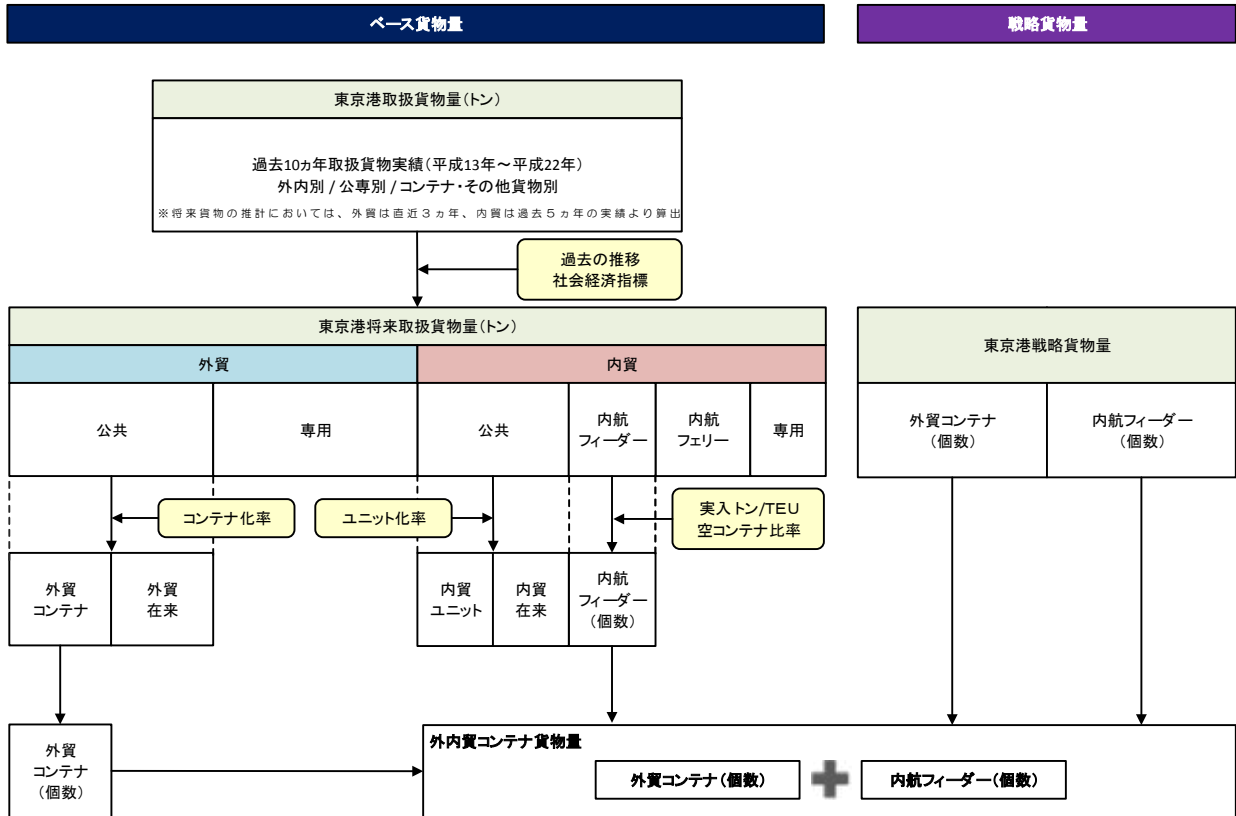 ベース貨物量
戦略貨物量
東京港取扱貨物量(トン)
過去10ヵ年取扱貨物実績(平成13年～平成22年)
外内別 / 公専別 / コンテナ・その他貨物別
※将来貨物の推計においては、外貿は直近３ヵ年、内貿は過去５ヵ年の実績より算出
過去の推移
社会経済指標
東京港将来取扱貨物量(トン)
外貿
内貿
公共
専用
公共
内航
フィーダー
内航
フェリー
専用
東京港戦略貨物量
外貿コンテナ
(個数)
内航フィーダー
(個数)
コンテナ化率
ユニット化率
実入トン/TEU
空コンテナ比率
外貿
コンテナ
外貿
在来
内貿
ユニット
内貿
在来
内航
フィーダー
(個数)
外貿
コンテナ
(個数)
外内貿コンテナ貨物量
外貿コンテナ(個数)
内航フィーダー(個数)